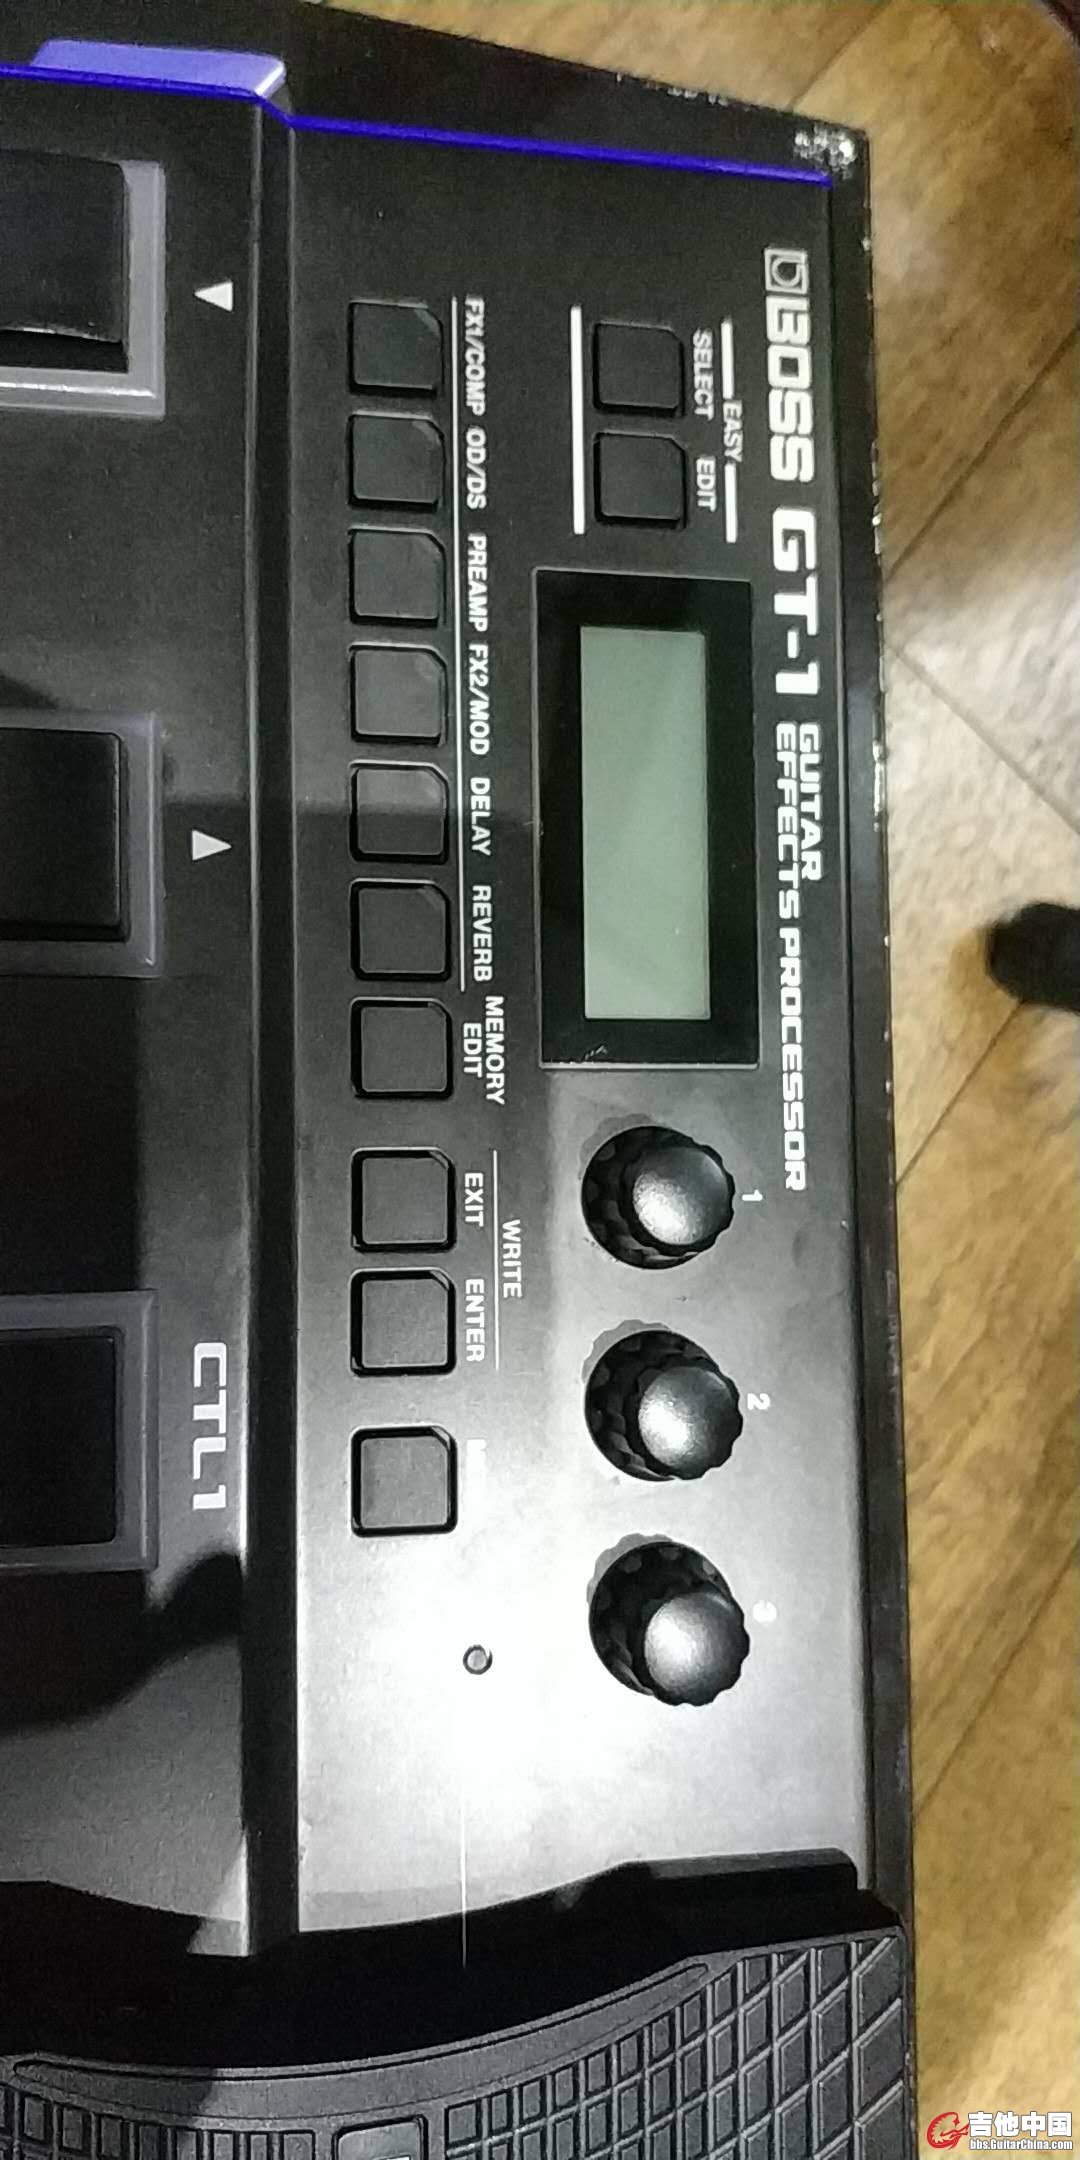 BOSS GT-1 GUITAR EFFECTS PROCESSOR
EASY
SELECT EDIT
1 2 3
FX1/COMP OD/DS PREAMP FX2/MOD DELAY REVERB MEMORY EDIT
WRITE
EXIT ENTER
CTL1
吉他中国
bbs.GuitarChina.com